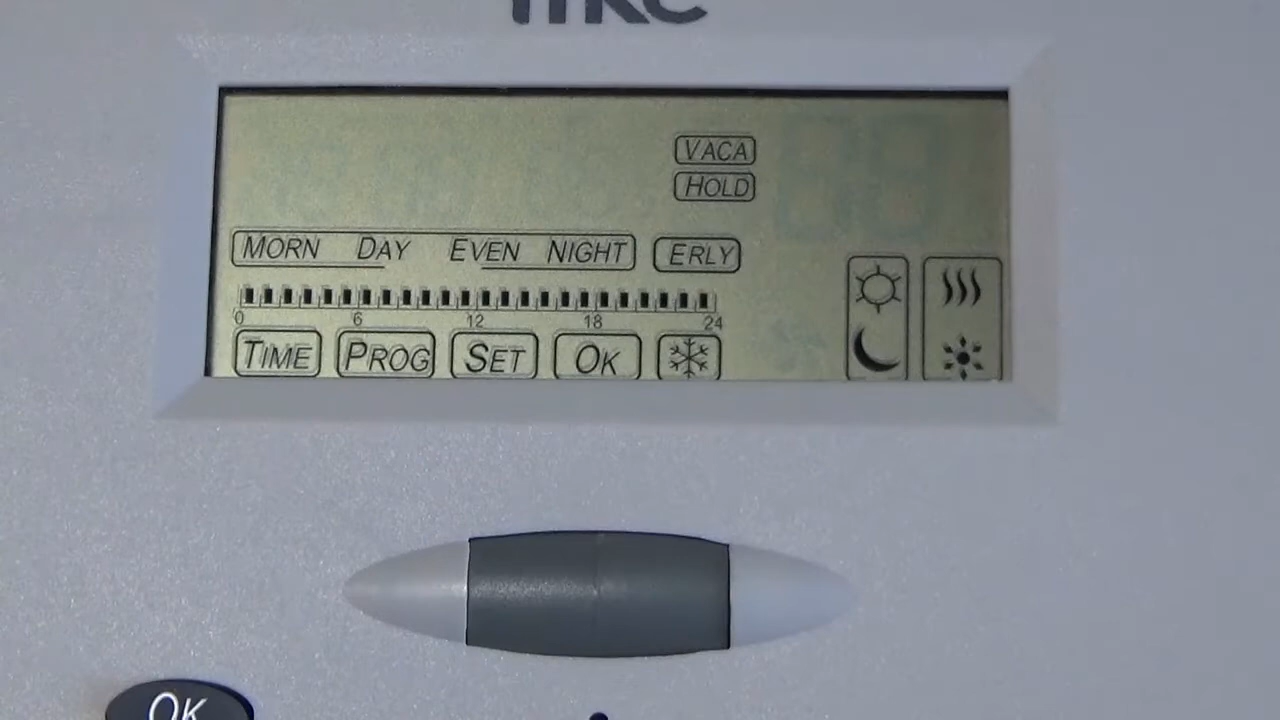 VACA
HOLD
MORN DAY EVEN NIGHT ERLY
0 6 12 18 24
TIME PROG SET OK
OK